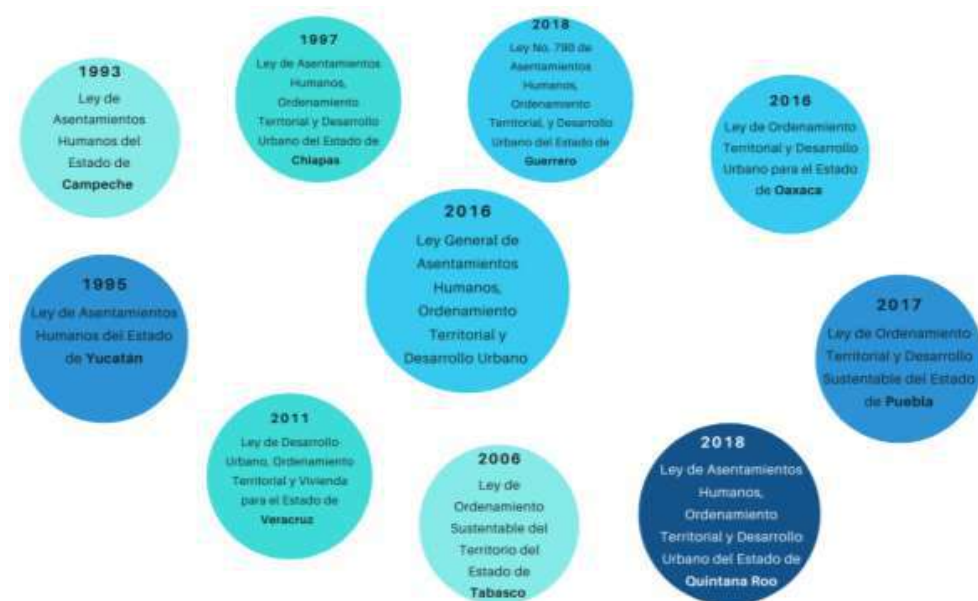 1993
Ley de
Asentamientos
Humanos del
Estado de
Campeche
1997
Ley de Asentamientos
Humanos,
Ordenamiento
Territorial y Desarrollo
Urbano del Estado de
Chiapas
2018
Ley No. 790 de
Asentamientos
Humanos,
Ordenamiento
Territorial, y Desarrollo
Urbano del Estado de
Guerrero
2016
Ley de Ordenamiento
Territorial y Desarrollo
Urbano para el Estado
de Oaxaca
2016
Ley General de
Asentamientos
Humanos,
Ordenamiento
Territorial y
Desarrollo Urbano
1995
Ley de Asentamientos
Humanos del Estado
de Yucatán
2017
Ley de Ordenamiento
Territorial y Desarrollo
Sustentable del Estado
de Puebla
2011
Ley de Desarrollo
Urbano, Ordenamiento
Territorial y Vivienda
para el Estado de
Veracruz
2006
Ley de
Ordenamiento
Sustentable del
Territorio del
Estado de
Tabasco
2018
Ley de Asentamientos
Humanos,
Ordenamiento
Territorial y Desarrollo
Urbano del Estado de
Quintana Roo